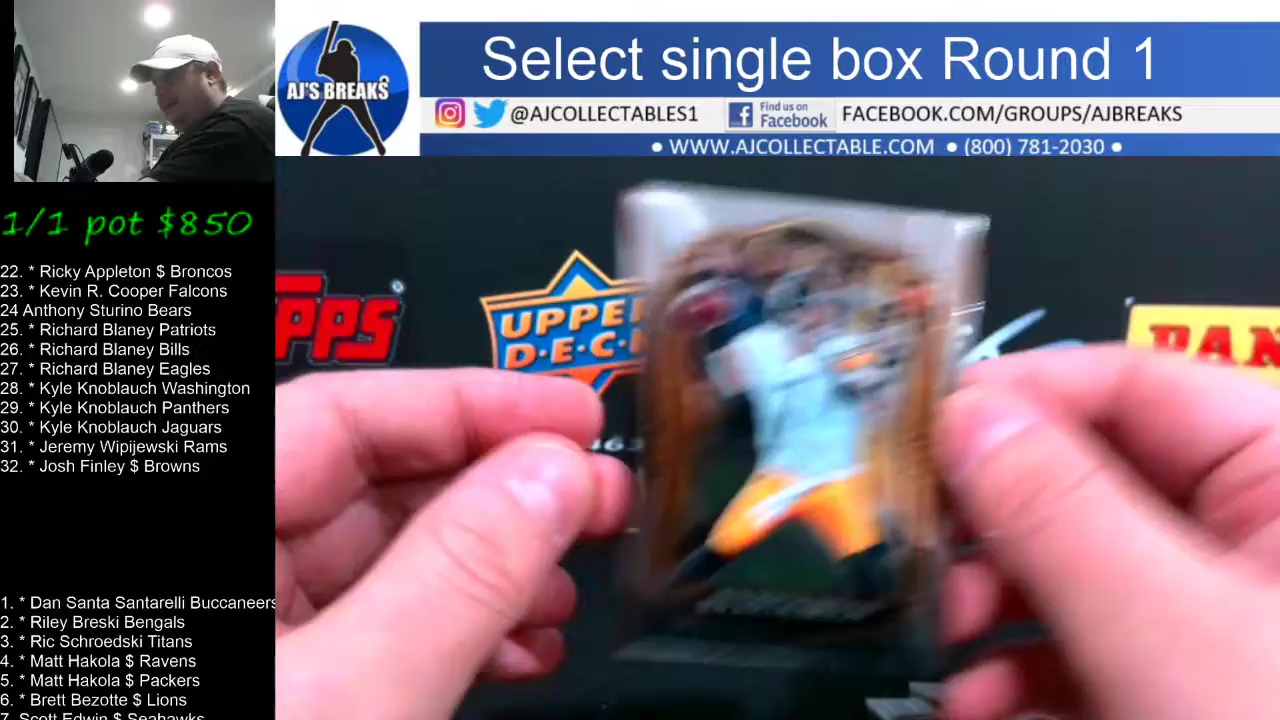 Select single box Round 1
AJ'S BREAKS
@AJCOLLECTABLES1
Find us on
Facebook
FACEBOOK.COM/GROUPS/AJBREAKS
• WWW.AJCOLLECTABLE.COM • (800) 781-2030 •
1/1 pot $850
22. * Ricky Appleton $ Broncos
23. * Kevin R. Cooper Falcons
24 Anthony Sturino Bears
25. * Richard Blaney Patriots
26. * Richard Blaney Bills
27. * Richard Blaney Eagles
28. * Kyle Knoblauch Washington
29. * Kyle Knoblauch Panthers
30. * Kyle Knoblauch Jaguars
31. * Jeremy Wipijewski Rams
32. * Josh Finley $ Browns
1. * Dan Santa Santarelli Buccaneers
2. * Riley Breski Bengals
3. * Ric Schroedski Titans
4. * Matt Hakola $ Ravens
5. * Matt Hakola $ Packers
6. * Brett Bezotte $ Lions
7. Scott Edwin $ Seahawks
UPPER
D·E·C·